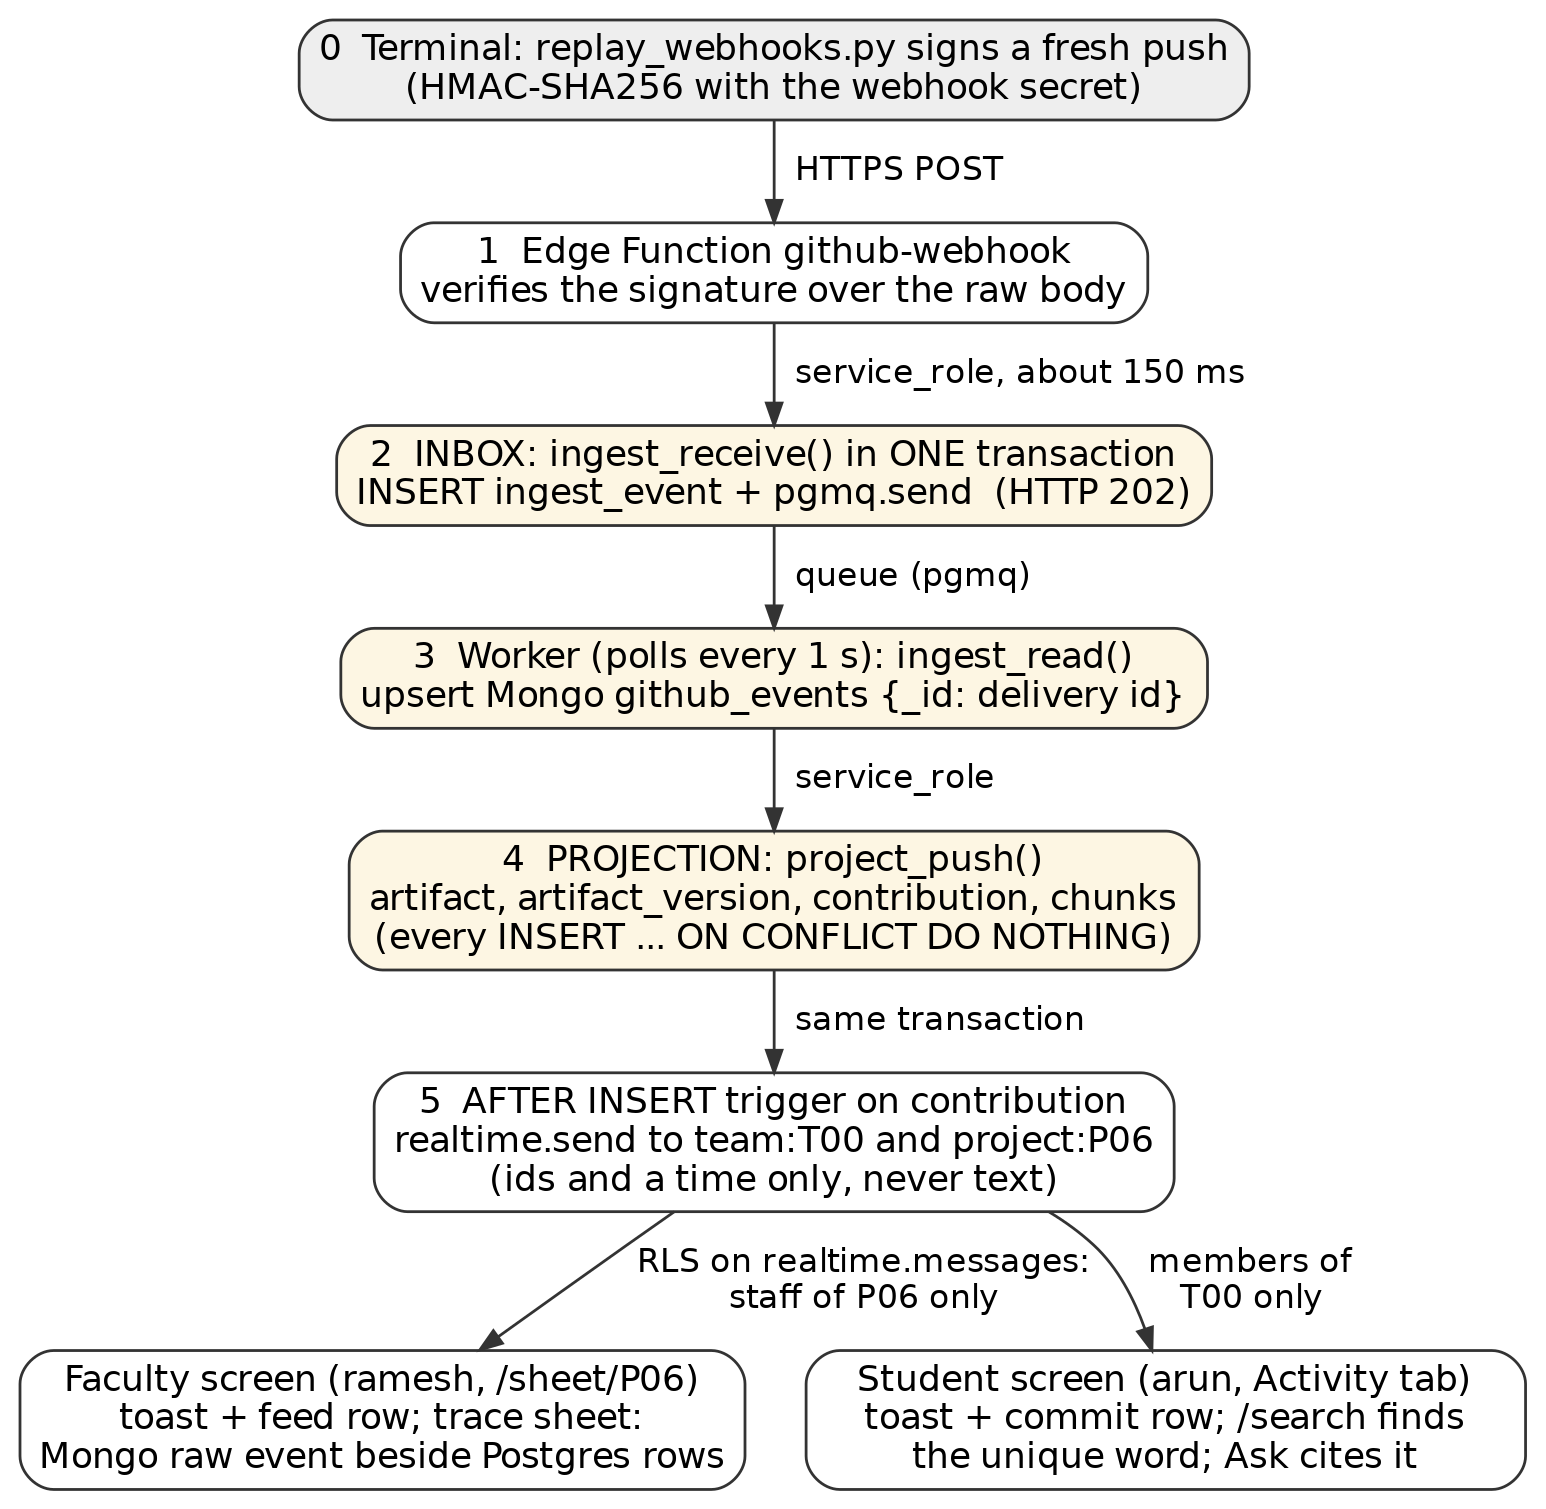 0  Terminal: replay_webhooks.py signs a fresh push
(HMAC-SHA256 with the webhook secret)
HTTPS POST
1  Edge Function github-webhook
verifies the signature over the raw body
service_role, about 150 ms
2  INBOX: ingest_receive() in ONE transaction
INSERT ingest_event + pgmq.send  (HTTP 202)
queue (pgmq)
3  Worker (polls every 1 s): ingest_read()
upsert Mongo github_events {_id: delivery id}
service_role
4  PROJECTION: project_push()
artifact, artifact_version, contribution, chunks
(every INSERT ... ON CONFLICT DO NOTHING)
same transaction
5  AFTER INSERT trigger on contribution
realtime.send to team:T00 and project:P06
(ids and a time only, never text)
RLS on realtime.messages:
staff of P06 only
members of
T00 only
Faculty screen (ramesh, /sheet/P06)
toast + feed row; trace sheet:
Mongo raw event beside Postgres rows
Student screen (arun, Activity tab)
toast + commit row; /search finds
the unique word; Ask cites it